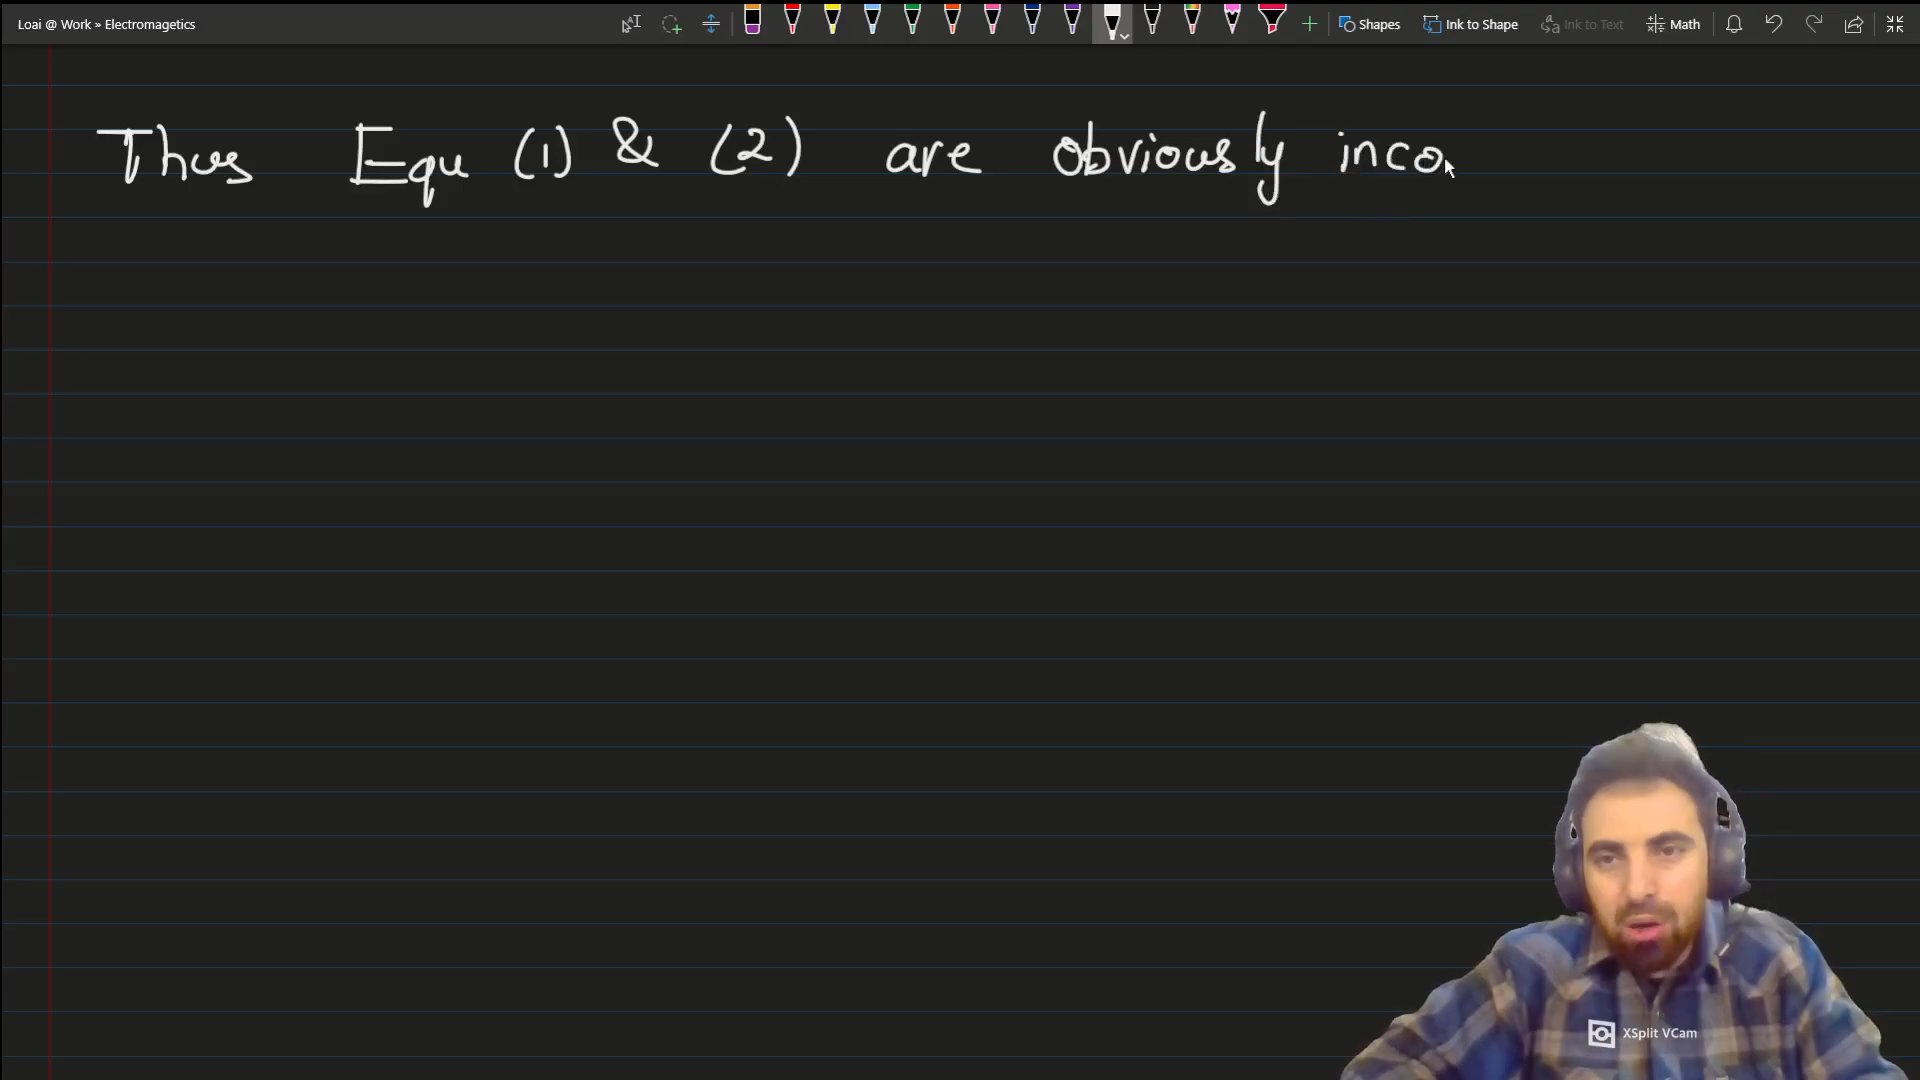 Loai @ Work » Electromagetics
Shapes
Ink to Shape
Ink to Text
Math
Thus Equ (1) & (2) are obviously inco
XSplit VCam